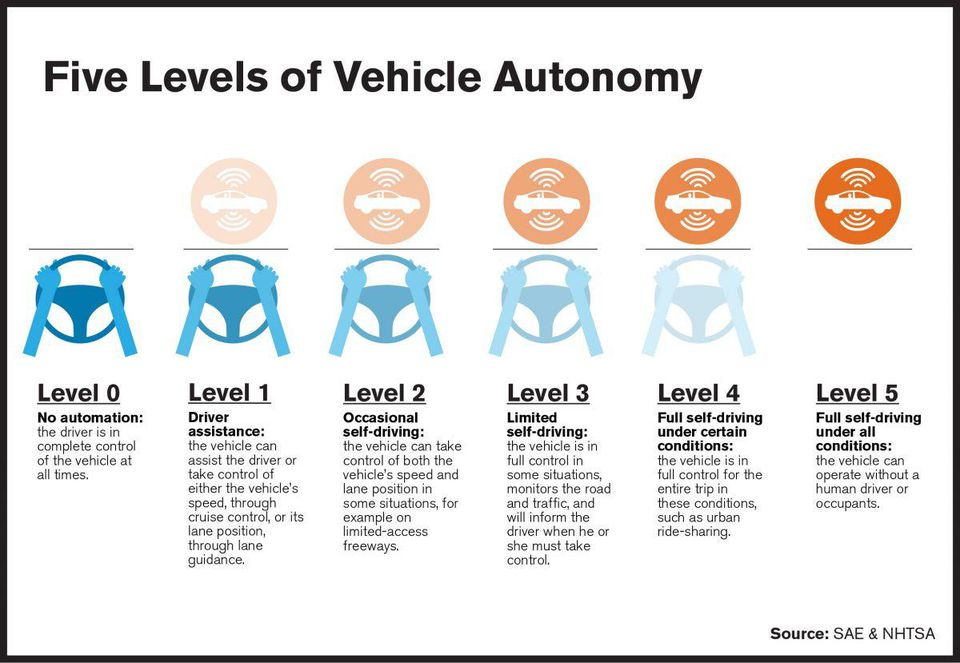 Five Levels of Vehicle Autonomy
Level 0
No automation:
the driver is in
complete control
of the vehicle at
all times.
Level 1
Driver
assistance:
the vehicle can
assist the driver or
take control of
either the vehicle's
speed, through
cruise control, or its
lane position,
through lane
guidance.
Level 2
Occasional
self-driving:
the vehicle can take
control of both the
vehicle's speed and
lane position in
some situations, for
example on
limited-access
freeways.
Level 3
Limited
self-driving:
the vehicle is in
full control in
some situations,
monitors the road
and traffic, and
will inform the
driver when he or
she must take
control.
Level 4
Full self-driving
under certain
conditions:
the vehicle is in
full control for the
entire trip in
these conditions,
such as urban
ride-sharing.
Level 5
Full self-driving
under all
conditions:
the vehicle can
operate without a
human driver or
occupants.
Source: SAE & NHTSA